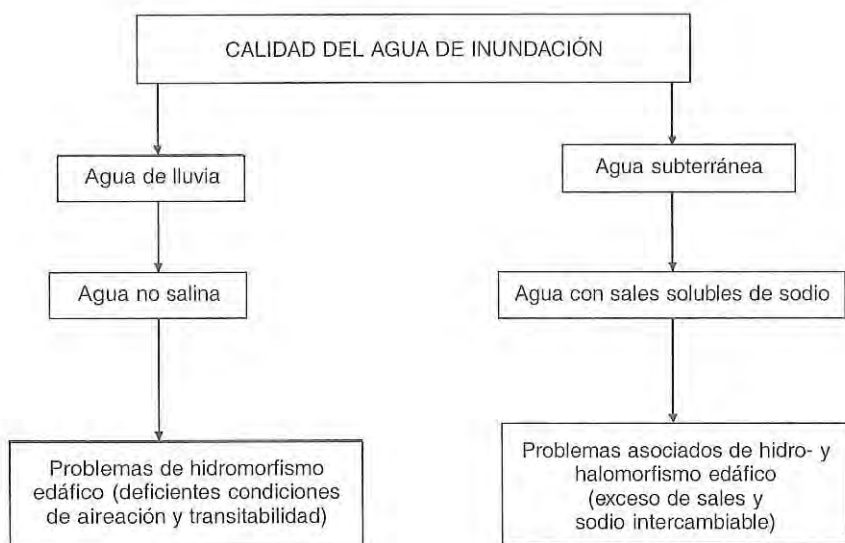 CALIDAD DEL AGUA DE INUNDACIÓN
Agua de lluvia
Agua subterránea
Agua no salina
Agua con sales solubles de sodio
Problemas de hidromorfismo
edáfico (deficientes condiciones
de aireación y transitabilidad)
Problemas asociados de hidro- y
halomorfismo edáfico
(exceso de sales y
sodio intercambiable)